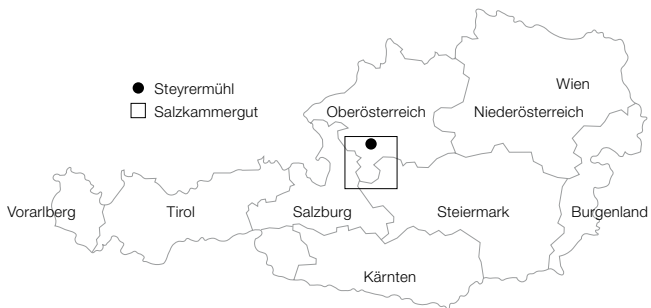 Steyrermühl
Salzkammergut
Wien
Oberösterreich
Niederösterreich
Vorarlberg
Tirol
Salzburg
Steiermark
Burgenland
Kärnten